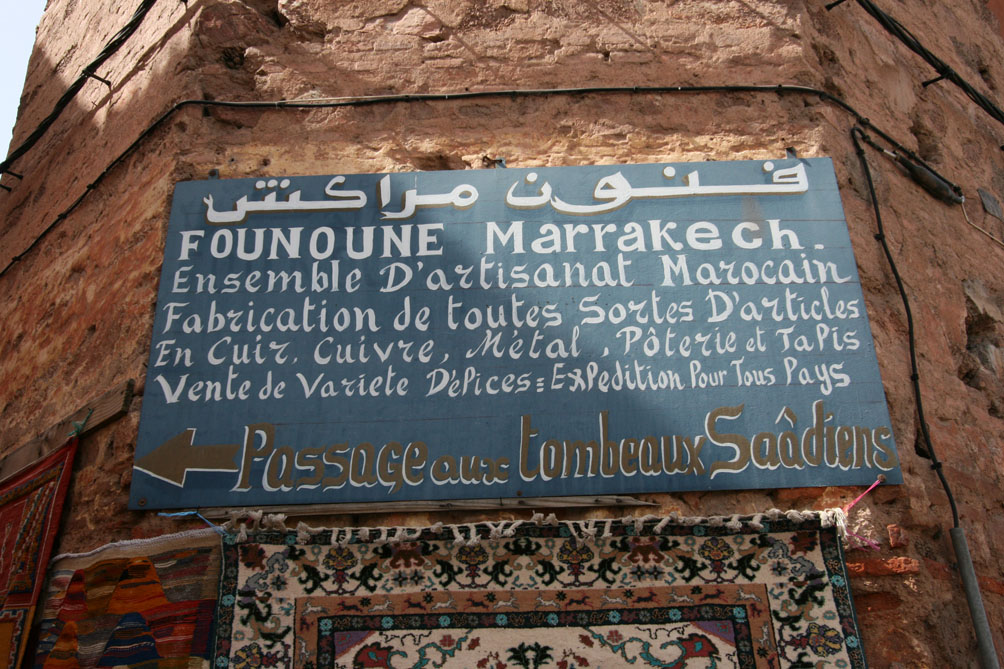 فنون مراكش
FOUNOUNE Marrakech.
Ensemble D'artisanat Marocain
Fabrication de toutes Sortes D'articles
En Cuir. Cuivre, Métal, Pôterie et Tapis
Vente de Variete D'épices = Expedition Pour Tous Pays
Passage aux tombeaux Saâdiens